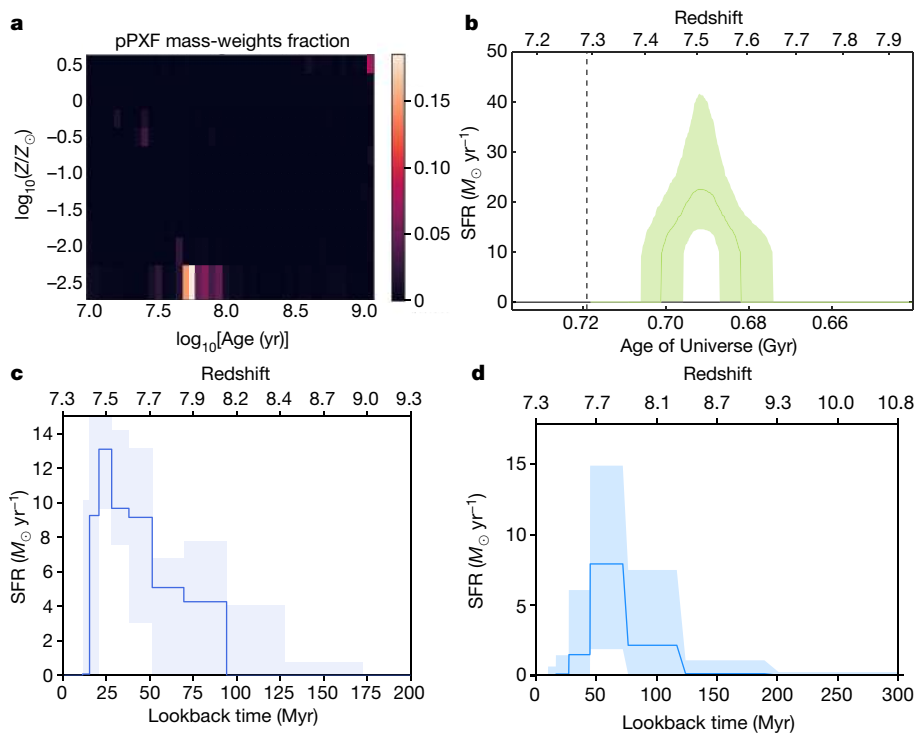 a
pPXF mass-weights fraction
0.5
0
−0.5
−1.0
−1.5
−2.0
−2.5
log₁₀(Z/Z⊙)
7.0 7.5 8.0 8.5 9.0
log₁₀[Age (yr)]
0.15
0.10
0.05
0
b
Redshift
7.2 7.3 7.4 7.5 7.6 7.7 7.8 7.9
50
40
30
20
10
0
SFR (M⊙ yr⁻¹)
0.72 0.70 0.68 0.66
Age of Universe (Gyr)
c
Redshift
7.3 7.5 7.7 7.9 8.2 8.4 8.7 9.0 9.3
14
12
10
8
6
4
2
0
SFR (M⊙ yr⁻¹)
0 25 50 75 100 125 150 175 200
Lookback time (Myr)
d
Redshift
7.3 7.7 8.1 8.7 9.3 10.0 10.8
15
10
5
0
SFR (M⊙ yr⁻¹)
0 50 100 150 200 250 300
Lookback time (Myr)